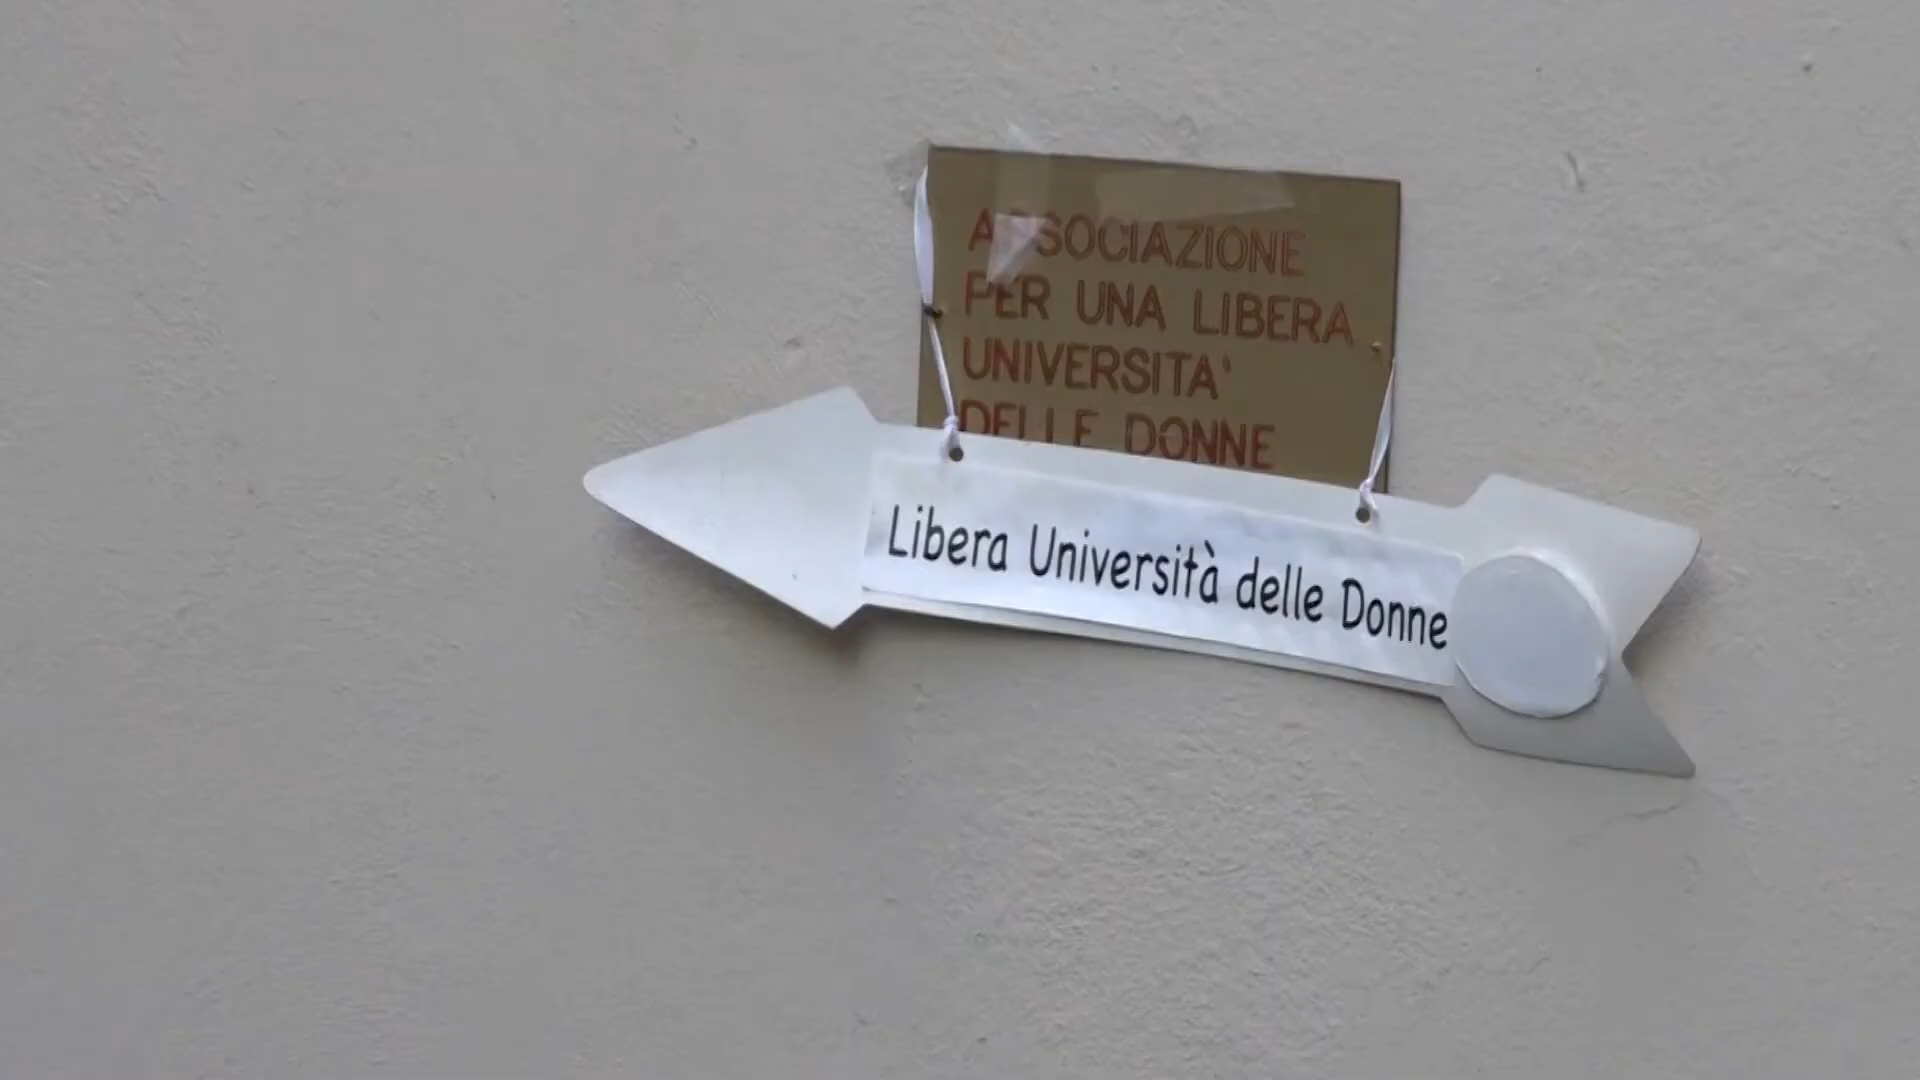 ASSOCIAZIONE
PER UNA LIBERA
UNIVERSITA'
DELLE DONNE
Libera Università delle Donne